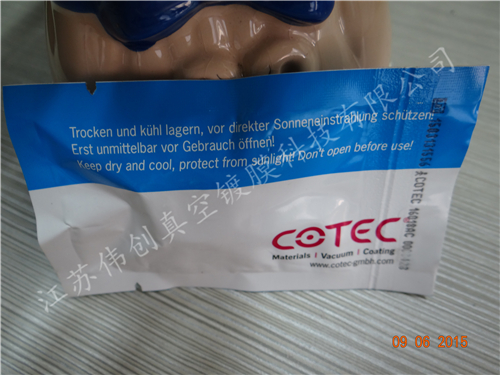 Trocken und kühl lagern, vor direkter Sonneneinstrahlung schützen!
Erst unmittelbar vor Gebrauch öffnen!
Keep dry and cool, protect from sunlight! Don't open before use!
COTEC
Materials I Vacuum I Coating
www.cotec-gmbh.com
COTEC
江苏伟创真空镀膜科技有限公司
09 06 2015